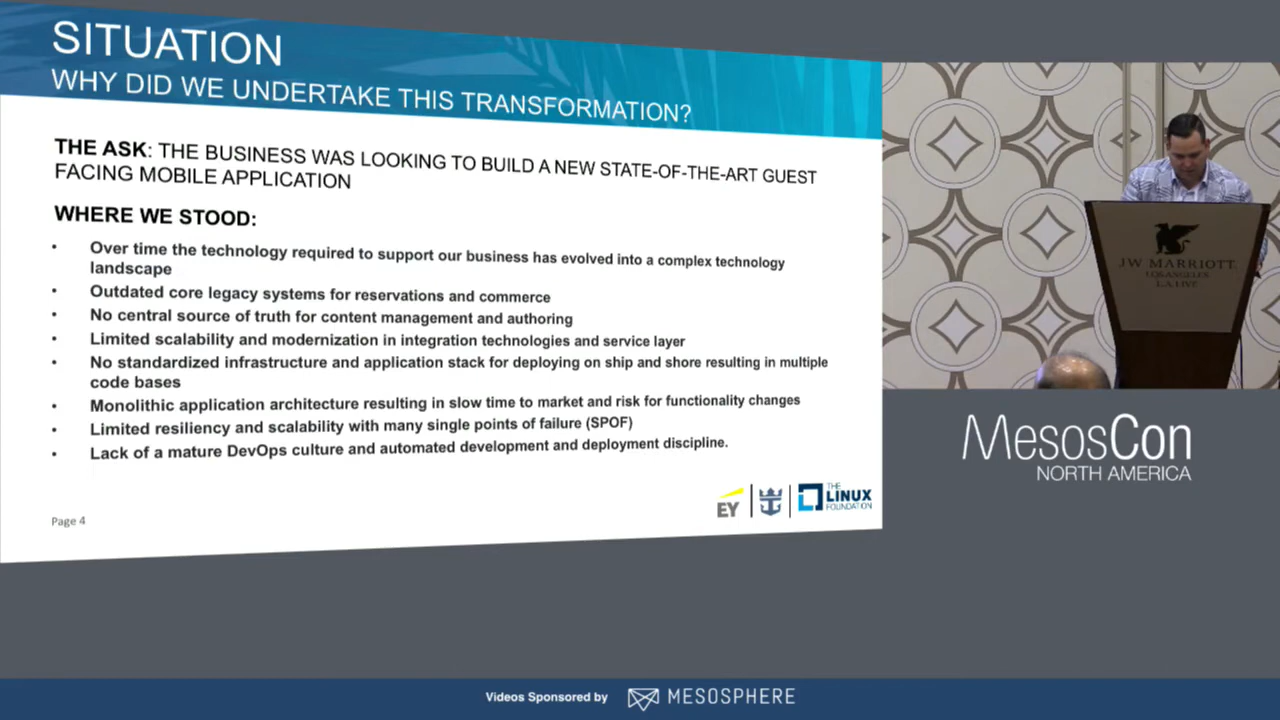 SITUATION
WHY DID WE UNDERTAKE THIS TRANSFORMATION?
THE ASK: THE BUSINESS WAS LOOKING TO BUILD A NEW STATE-OF-THE-ART GUEST
FACING MOBILE APPLICATION
WHERE WE STOOD:
• Over time the technology required to support our business has evolved into a complex technology
landscape
• Outdated core legacy systems for reservations and commerce
• No central source of truth for content management and authoring
• Limited scalability and modernization in integration technologies and service layer
• No standardized infrastructure and application stack for deploying on ship and shore resulting in multiple
code bases
• Monolithic application architecture resulting in slow time to market and risk for functionality changes
• Limited resiliency and scalability with many single points of failure (SPOF)
• Lack of a mature DevOps culture and automated development and deployment discipline.
Page 4
EY
THE
LINUX
FOUNDATION
JW MARRIOTT
LOS ANGELES
L.A. LIVE
MesosCon
NORTH AMERICA
Videos Sponsored by
MESOSPHERE